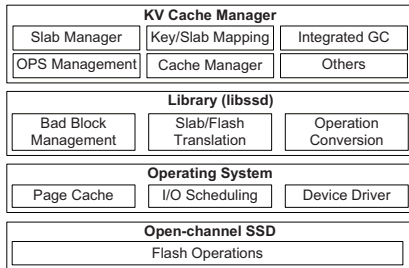 KV Cache Manager
Slab Manager Key/Slab Mapping Integrated GC
OPS Management Cache Manager Others
Library (libssd)
Bad Block Management
Slab/Flash Translation
Operation Conversion
Operating System
Page Cache I/O Scheduling Device Driver
Open-channel SSD
Flash Operations